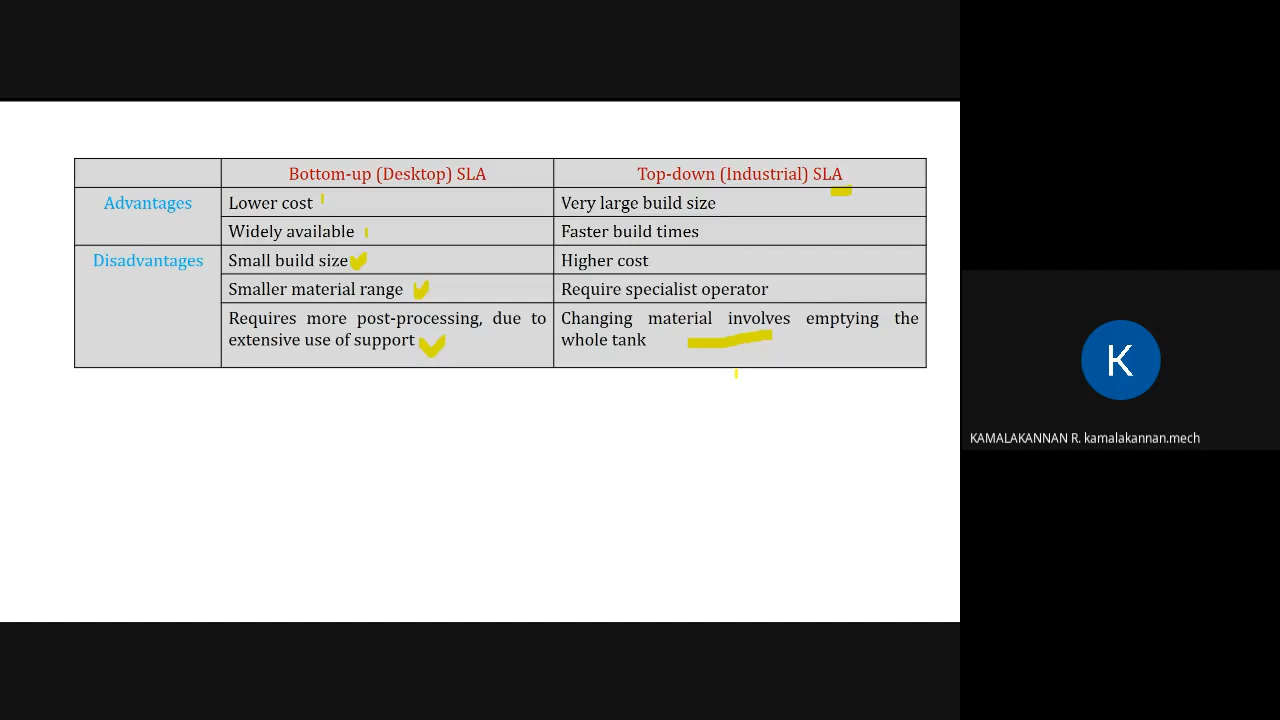 Bottom-up (Desktop) SLA
Top-down (Industrial) SLA
Advantages
Lower cost
Very large build size
Widely available
Faster build times
Disadvantages
Small build size
Higher cost
Smaller material range
Require specialist operator
Requires more post-processing, due to
extensive use of support
Changing material involves emptying the
whole tank
K
KAMALAKANNAN R. kamalakannan.mech